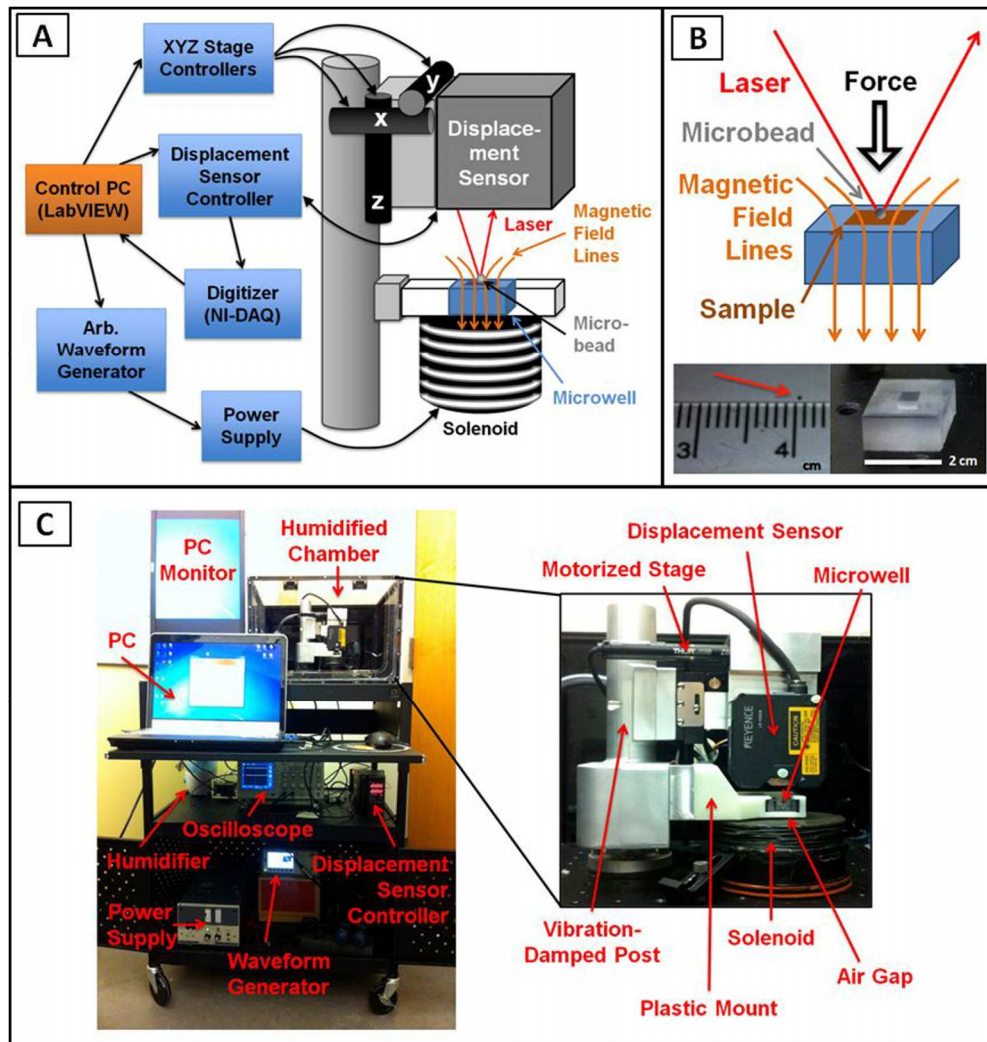 A
XYZ Stage
Controllers
Control PC
(LabVIEW)
Displacement
Sensor
Controller
Digitizer
(NI-DAQ)
Arb.
Waveform
Generator
Power
Supply
y
x
z
Displace-
ment
Sensor
Laser
Magnetic
Field
Lines
Micro-
bead
Microwell
Solenoid
B
Laser
Force
Microbead
Magnetic
Field
Lines
Sample
3
4
cm
2 cm
C
PC
Monitor
Humidified
Chamber
PC
Oscilloscope
Humidifier
Displacement
Sensor
Controller
Power
Supply
Waveform
Generator
Displacement Sensor
Motorized Stage
Microwell
THOR
KEYENCE
CAUTION
Vibration-
Damped Post
Solenoid
Air Gap
Plastic Mount